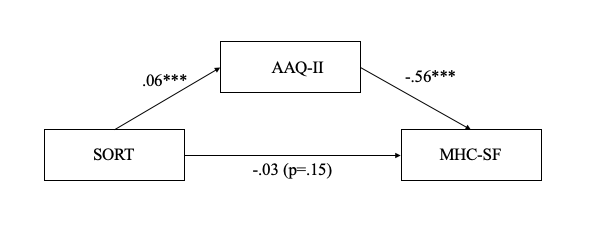 AAQ-II
.06***
-.56***
SORT
MHC-SF
-.03 (p=.15)